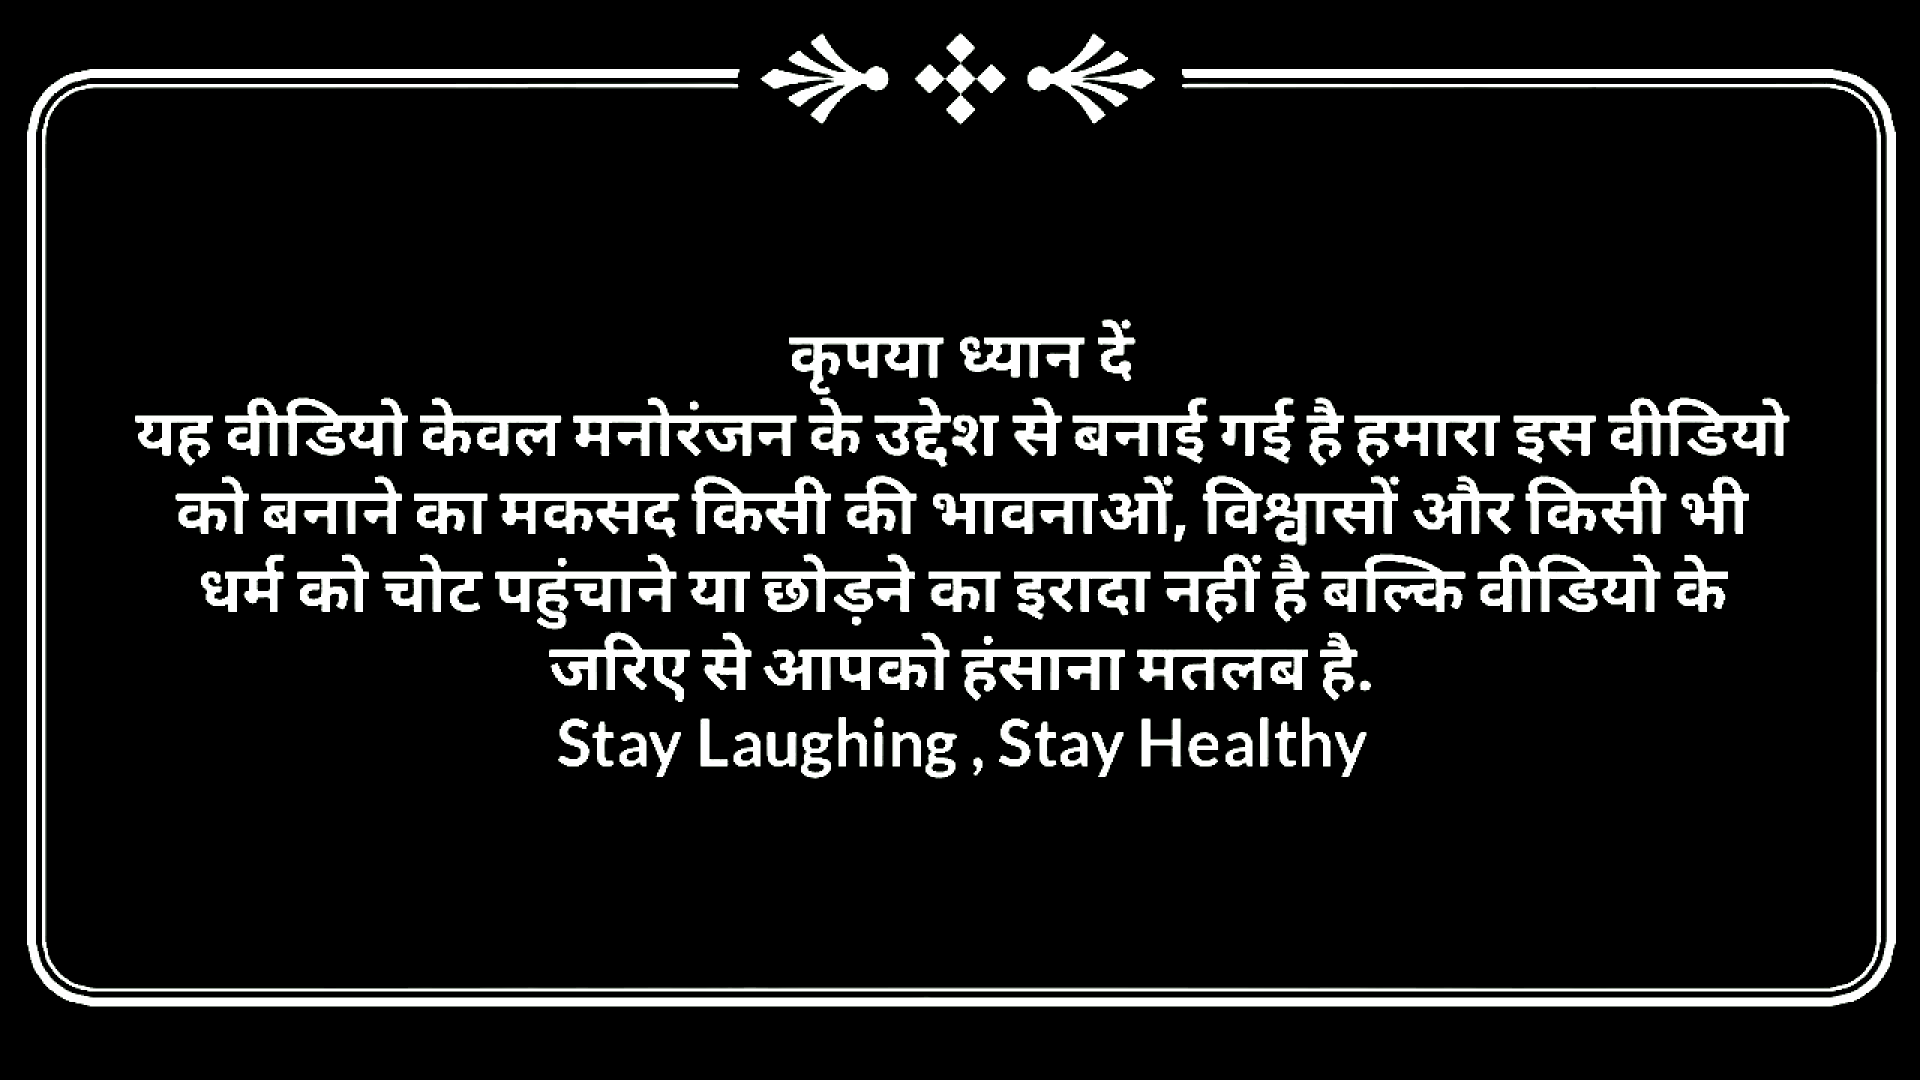 कृपया ध्यान दें
यह वीडियो केवल मनोरंजन के उद्देश से बनाई गई है हमारा इस वीडियो
को बनाने का मकसद किसी की भावनाओं, विश्वासों और किसी भी
धर्म को चोट पहुंचाने या छोड़ने का इरादा नहीं है बल्कि वीडियो के
जरिए से आपको हंसाना मतलब है.
Stay Laughing , Stay Healthy